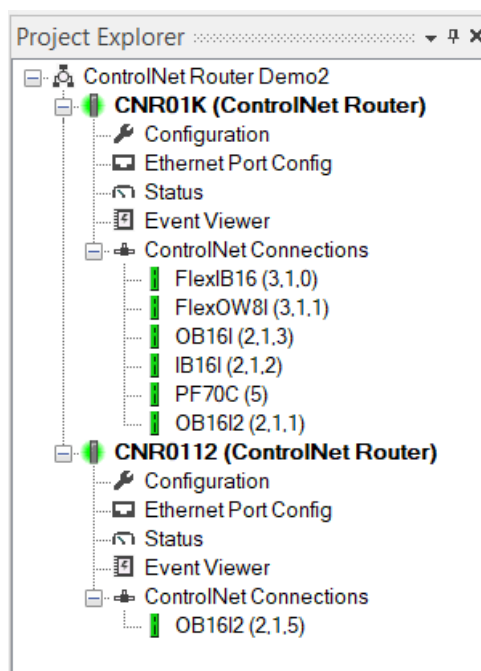 Project Explorer
ControlNet Router Demo2
CNR01K (ControlNet Router)
Configuration
Ethernet Port Config
Status
Event Viewer
ControlNet Connections
FlexIB16 (3,1,0)
FlexOW8I (3,1,1)
OB16I (2,1,3)
IB16I (2,1,2)
PF70C (5)
OB16I2 (2,1,1)
CNR0112 (ControlNet Router)
Configuration
Ethernet Port Config
Status
Event Viewer
ControlNet Connections
OB16I2 (2,1,5)